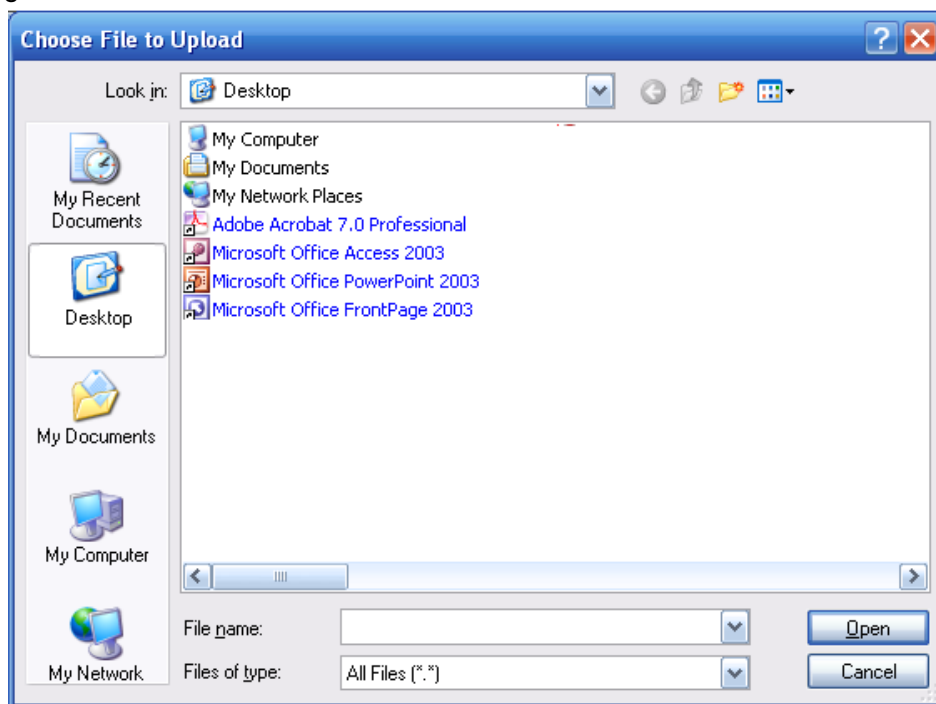 Choose File to Upload
Look in:
Desktop
My Recent
Documents
Desktop
My Documents
My Computer
My Network
My Computer
My Documents
My Network Places
Adobe Acrobat 7.0 Professional
Microsoft Office Access 2003
Microsoft Office PowerPoint 2003
Microsoft Office FrontPage 2003
File name:
Open
Files of type:
All Files (*.*)
Cancel